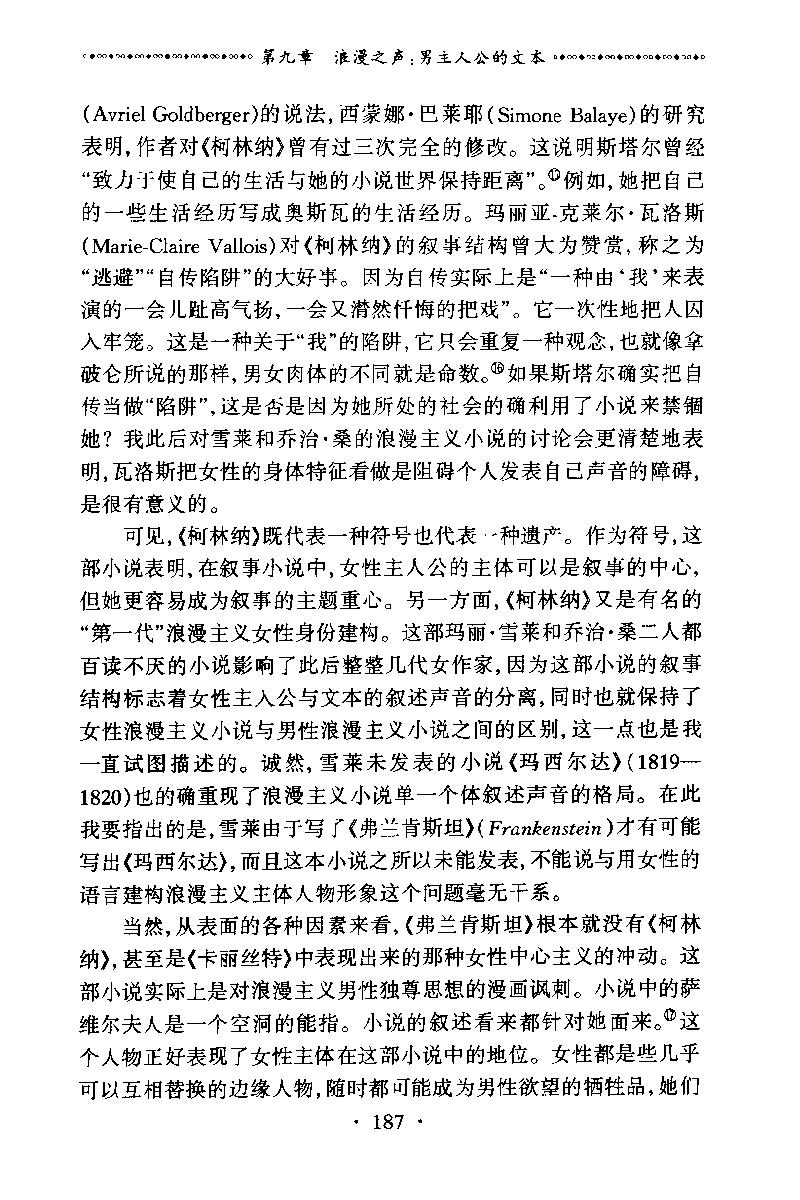 第九章 浪漫之声:男主人公的文本
(Avriel Goldberger)的说法,西蒙娜·巴莱耶(Simone Balaye)的研究
表明,作者对《柯林纳》曾有过三次完全的修改。这说明斯塔尔曾经
“致力于使自己的生活与她的小说世界保持距离”。⑮例如,她把自己
的一些生活经历写成奥斯瓦的生活经历。玛丽亚-克莱尔·瓦洛斯
(Marie-Claire Vallois)对《柯林纳》的叙事结构曾大为赞赏,称之为
“逃避”“自传陷阱”的大好事。因为自传实际上是“一种由‘我’来表
演的一会儿趾高气扬,一会又潸然忏悔的把戏”。它一次性地把人囚
入牢笼。这是一种关于“我”的陷阱,它只会重复一种观念,也就像拿
破仑所说的那样,男女肉体的不同就是命数。⑯如果斯塔尔确实把自
传当做“陷阱”,这是否是因为她所处的社会的确利用了小说来禁锢
她?我此后对雪莱和乔治·桑的浪漫主义小说的讨论会更清楚地表
明,瓦洛斯把女性的身体特征看做是阻碍个人发表自己声音的障碍,
是很有意义的。
可见,《柯林纳》既代表一种符号也代表一种遗产。作为符号,这
部小说表明,在叙事小说中,女性主人公的主体可以是叙事的中心,
但她更容易成为叙事的主题重心。另一方面,《柯林纳》又是有名的
“第一代”浪漫主义女性身份建构。这部玛丽·雪莱和乔治·桑二人都
百读不厌的小说影响了此后整整几代女作家,因为这部小说的叙事
结构标志着女性主人公与文本的叙述声音的分离,同时也就保持了
女性浪漫主义小说与男性浪漫主义小说之间的区别,这一点也是我
一直试图描述的。诚然,雪莱未发表的小说《玛西尔达》(1819—
1820)也的确重现了浪漫主义小说单一个体叙述声音的格局。在此
我要指出的是,雪莱由于写了《弗兰肯斯坦》(Frankenstein)才有可能
写出《玛西尔达》,而且这本小说之所以未能发表,不能说与用女性的
语言建构浪漫主义主体人物形象这个问题毫无干系。
当然,从表面的各种因素来看,《弗兰肯斯坦》根本就没有《柯林
纳》,甚至是《卡丽丝特》中表现出来的那种女性中心主义的冲动。这
部小说实际上是对浪漫主义男性独尊思想的漫画讽刺。小说中的萨
维尔夫人是一个空洞的能指。小说的叙述看来都针对她而来。⑰这
个人物正好表现了女性主体在这部小说中的地位。女性都是些几乎
可以互相替换的边缘人物,随时都可能成为男性欲望的牺牲品,她们
· 187 ·